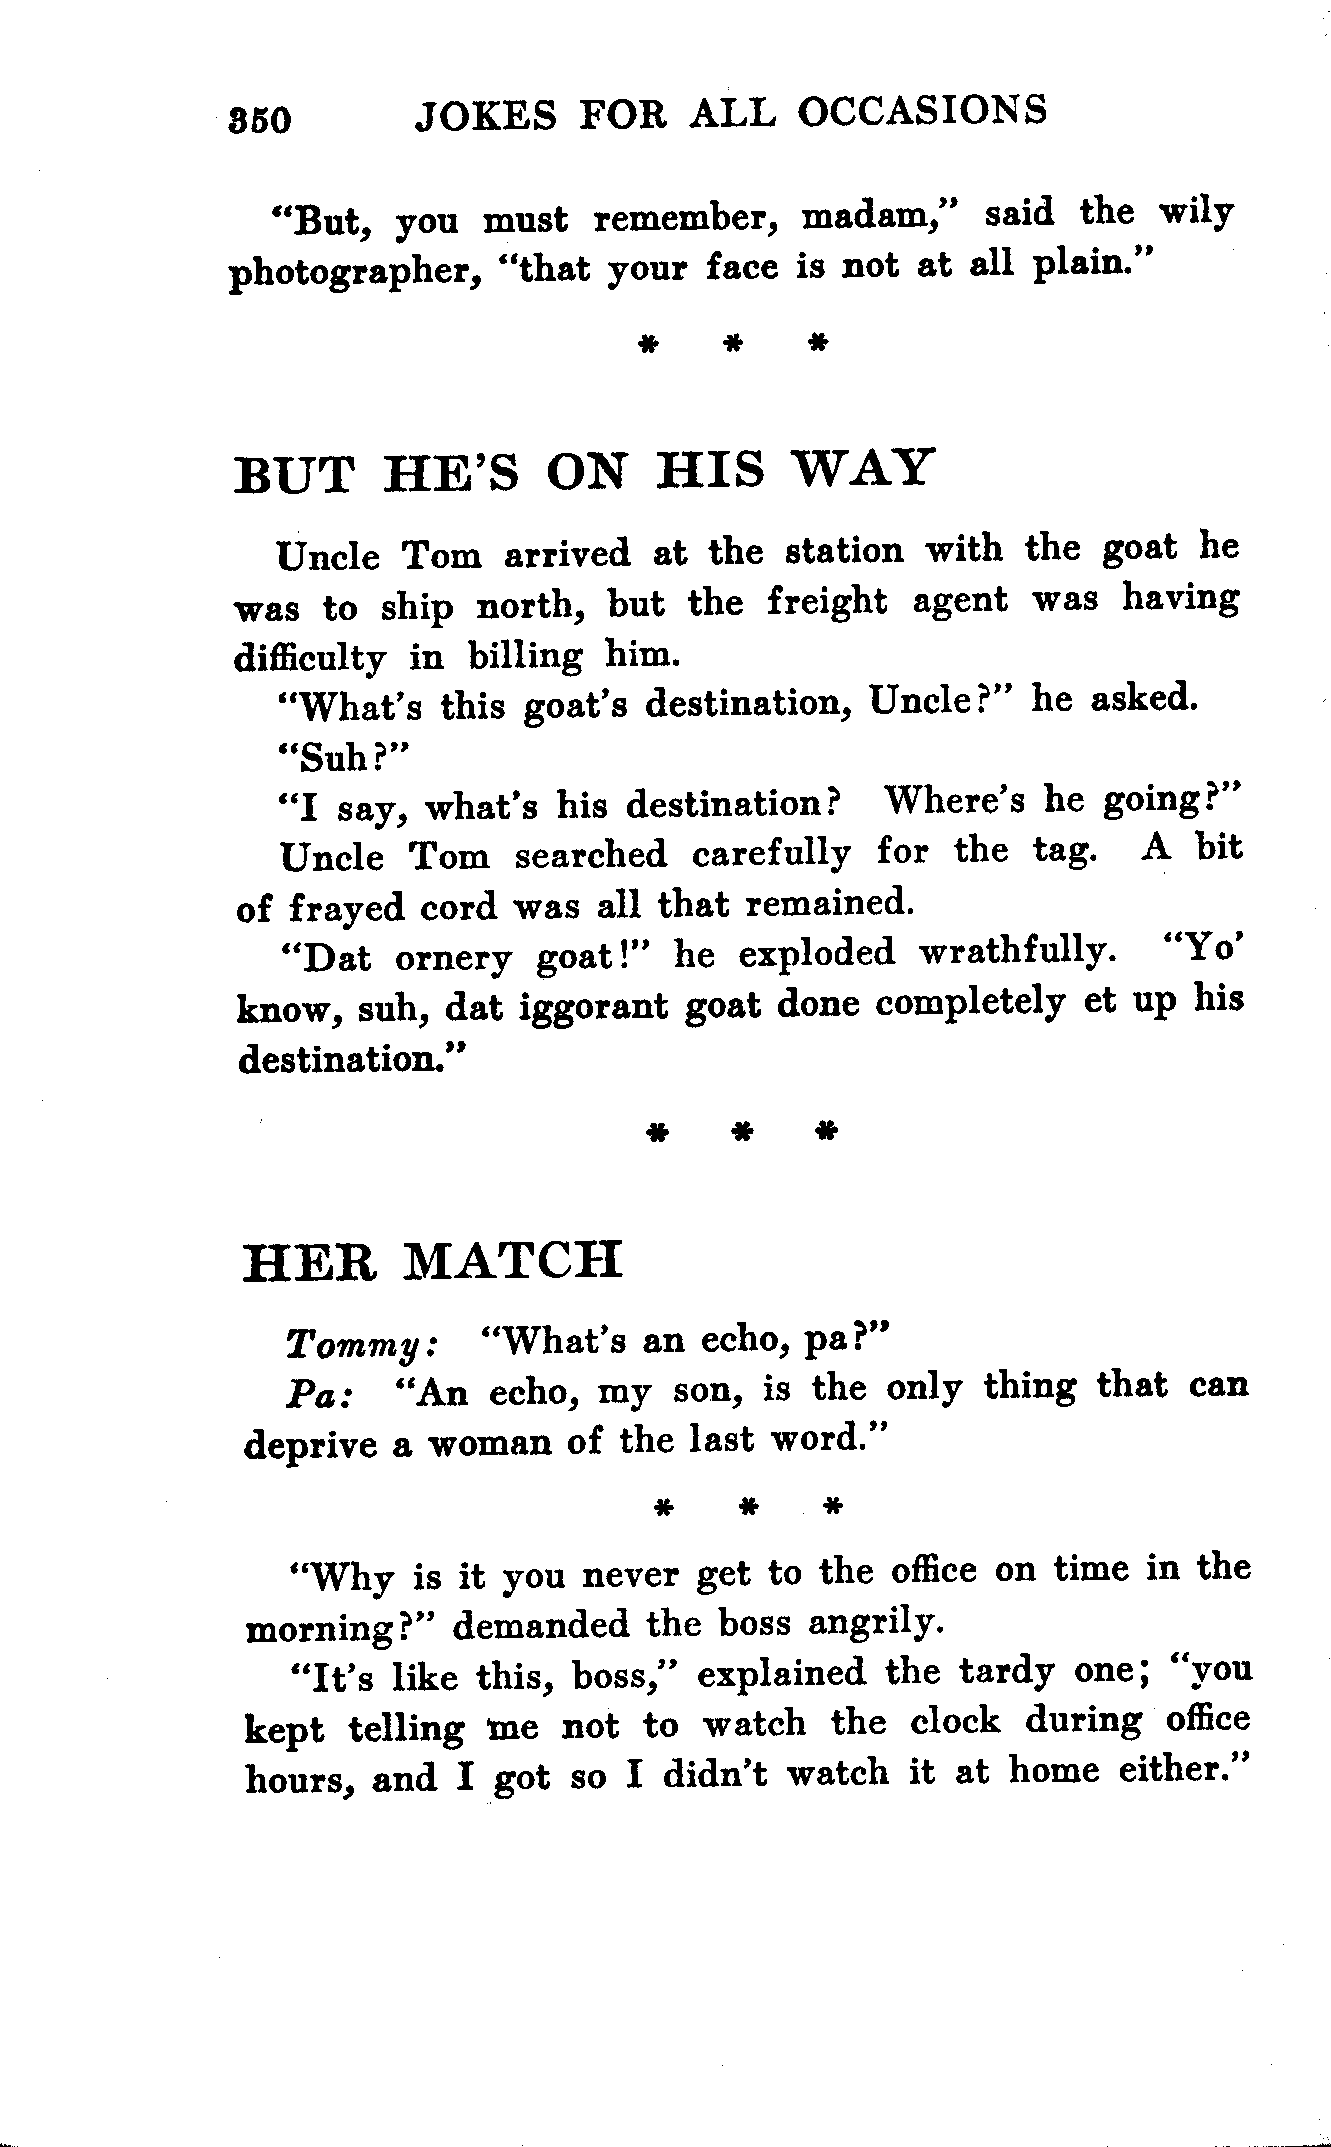 350 JOKES FOR ALL OCCASIONS
"But, you must remember, madam," said the wily
photographer, "that your face is not at all plain."
* * *
BUT HE'S ON HIS WAY
Uncle Tom arrived at the station with the goat he
was to ship north, but the freight agent was having
difficulty in billing him.
"What's this goat's destination, Uncle?" he asked.
"Suh?"
"I say, what's his destination? Where's he going?"
Uncle Tom searched carefully for the tag. A bit
of frayed cord was all that remained.
"Dat ornery goat!" he exploded wrathfully. "Yo'
know, suh, dat iggorant goat done completely et up his
destination."
* * *
HER MATCH
Tommy: "What's an echo, pa?"
Pa: "An echo, my son, is the only thing that can
deprive a woman of the last word."
* * *
"Why is it you never get to the office on time in the
morning?" demanded the boss angrily.
"It's like this, boss," explained the tardy one; "you
kept telling me not to watch the clock during office
hours, and I got so I didn't watch it at home either."